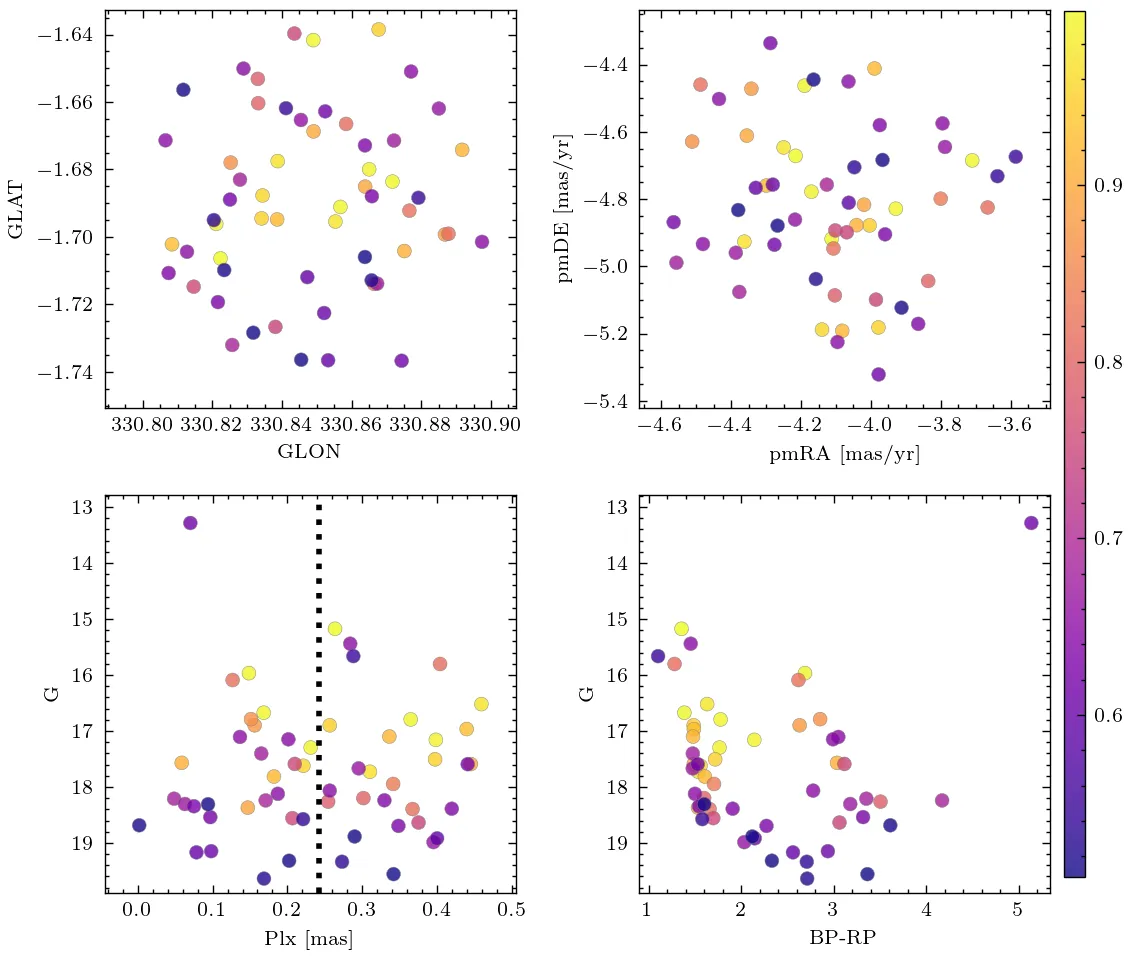 −1.64
−1.66
−1.68
−1.70
−1.72
−1.74
GLAT
330.80 330.82 330.84 330.86 330.88 330.90
GLON
−4.4
−4.6
−4.8
−5.0
−5.2
−5.4
pmDE [mas/yr]
−4.6 −4.4 −4.2 −4.0 −3.8 −3.6
pmRA [mas/yr]
0.9
0.8
0.7
0.6
13
14
15
16
17
18
19
G
0.0 0.1 0.2 0.3 0.4 0.5
Plx [mas]
13
14
15
16
17
18
19
G
1 2 3 4 5
BP-RP